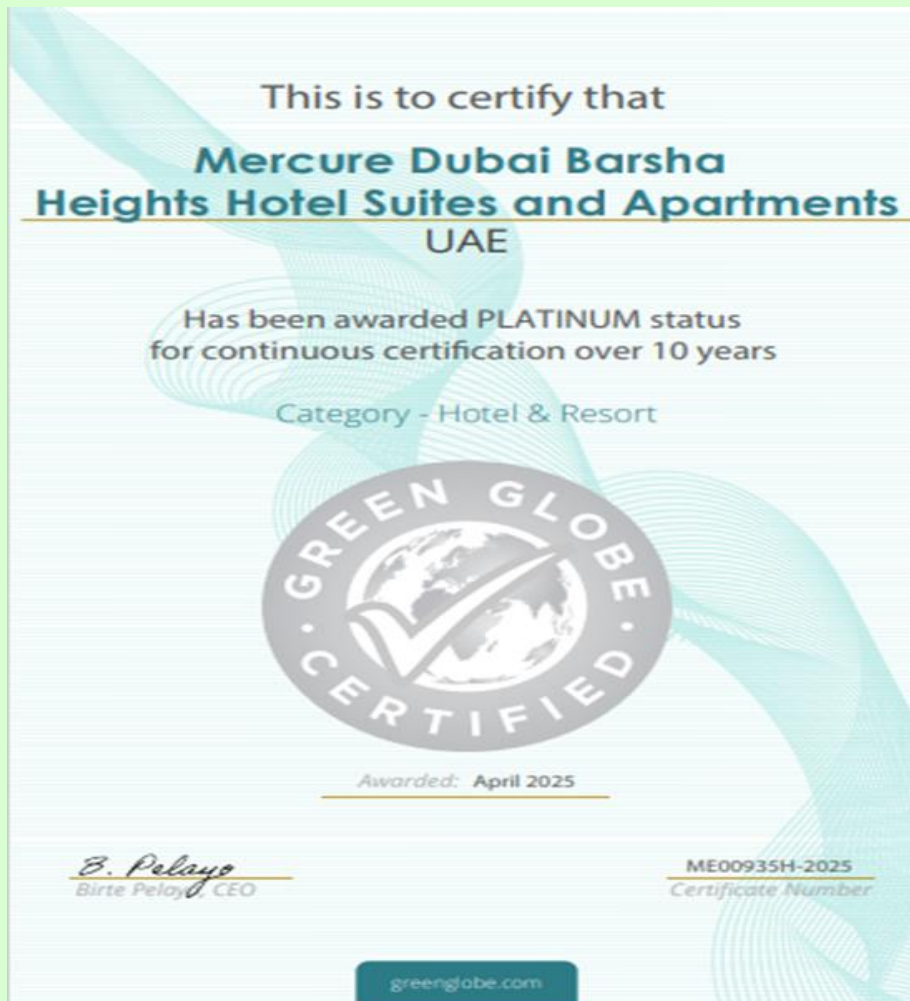 This is to certify that
Mercure Dubai Barsha
Heights Hotel Suites and Apartments
UAE
Has been awarded PLATINUM status
for continuous certification over 10 years
Category - Hotel & Resort
GREEN GLOBE
· CERTIFIED ·
Awarded: April 2025
B. Pelayo
Birte Pelayo, CEO
ME00935H-2025
Certificate Number
greenglobe.com